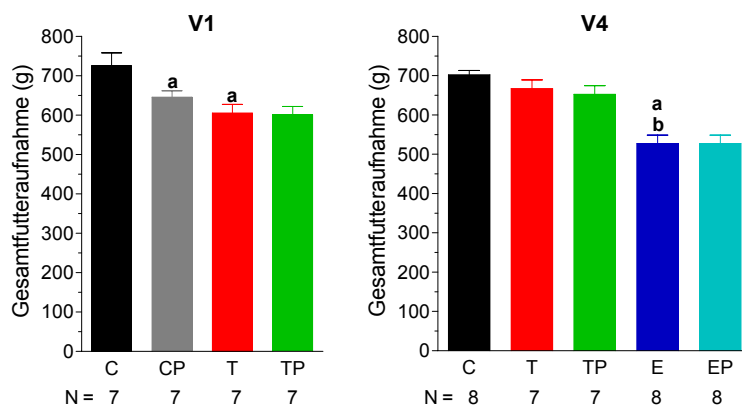 V1
Gesamtfutteraufnahme (g)
800
700
600
500
400
300
200
100
0
a
a
C CP T TP
N = 7 7 7 7
V4
Gesamtfutteraufnahme (g)
800
700
600
500
400
300
200
100
0
a
b
C T TP E EP
N = 8 7 7 8 8